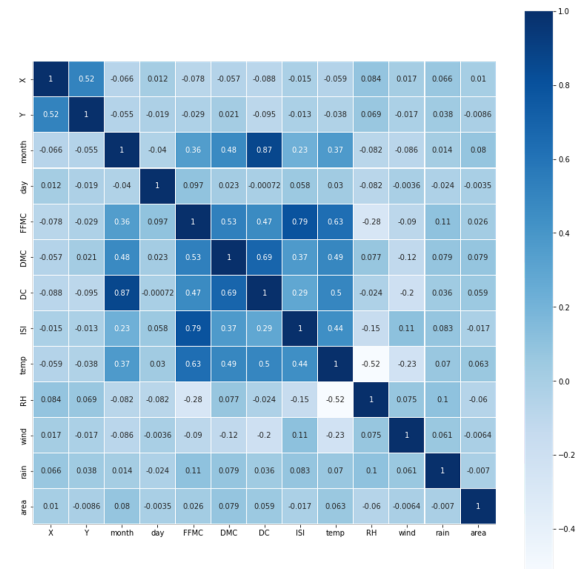 1.0
X 1 0.52 -0.066 0.012 -0.078 -0.057 -0.088 -0.015 -0.059 0.084 0.017 0.066 0.01
Y 0.52 1 -0.055 -0.019 -0.029 0.021 -0.095 -0.013 -0.038 0.069 -0.017 0.038 -0.0086
0.8
month -0.066 -0.055 1 -0.04 0.36 0.48 0.87 0.23 0.37 -0.082 -0.086 0.014 0.08
day 0.012 -0.019 -0.04 1 0.097 0.023 -0.00072 0.058 0.03 -0.082 -0.0036 -0.024 -0.0035
0.6
FFMC -0.078 -0.029 0.36 0.097 1 0.53 0.47 0.79 0.63 -0.28 -0.09 0.11 0.026
0.4
DMC -0.057 0.021 0.48 0.023 0.53 1 0.69 0.37 0.49 0.077 -0.12 0.079 0.079
DC -0.088 -0.095 0.87 -0.00072 0.47 0.69 1 0.29 0.5 -0.024 -0.2 0.036 0.059
0.2
ISI -0.015 -0.013 0.23 0.058 0.79 0.37 0.29 1 0.44 -0.15 0.11 0.083 -0.017
temp -0.059 -0.038 0.37 0.03 0.63 0.49 0.5 0.44 1 -0.52 -0.23 0.07 0.063
0.0
RH 0.084 0.069 -0.082 -0.082 -0.28 0.077 -0.024 -0.15 -0.52 1 0.075 0.1 -0.06
wind 0.017 -0.017 -0.086 -0.0036 -0.09 -0.12 -0.2 0.11 -0.23 0.075 1 0.061 -0.0064
-0.2
rain 0.066 0.038 0.014 -0.024 0.11 0.079 0.036 0.083 0.07 0.1 0.061 1 -0.007
area 0.01 -0.0086 0.08 -0.0035 0.026 0.079 0.059 -0.017 0.063 -0.06 -0.0064 -0.007 1
-0.4
X Y month day FFMC DMC DC ISI temp RH wind rain area